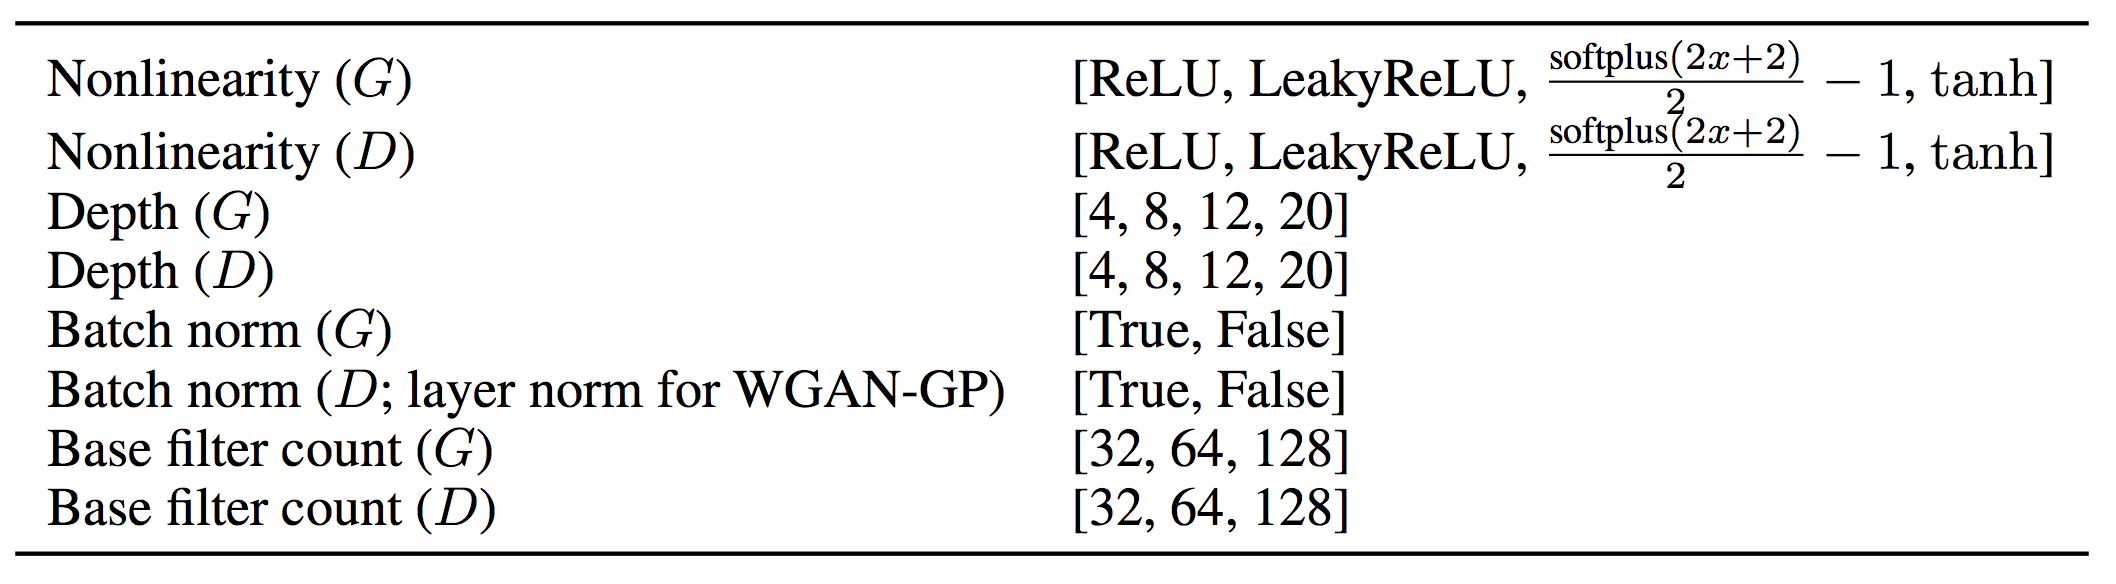 Nonlinearity (G) [ReLU, LeakyReLU, \frac{softplus(2x+2)}{2} − 1, tanh]
Nonlinearity (D) [ReLU, LeakyReLU, \frac{softplus(2x+2)}{2} − 1, tanh]
Depth (G) [4, 8, 12, 20]
Depth (D) [4, 8, 12, 20]
Batch norm (G) [True, False]
Batch norm (D; layer norm for WGAN-GP) [True, False]
Base filter count (G) [32, 64, 128]
Base filter count (D) [32, 64, 128]